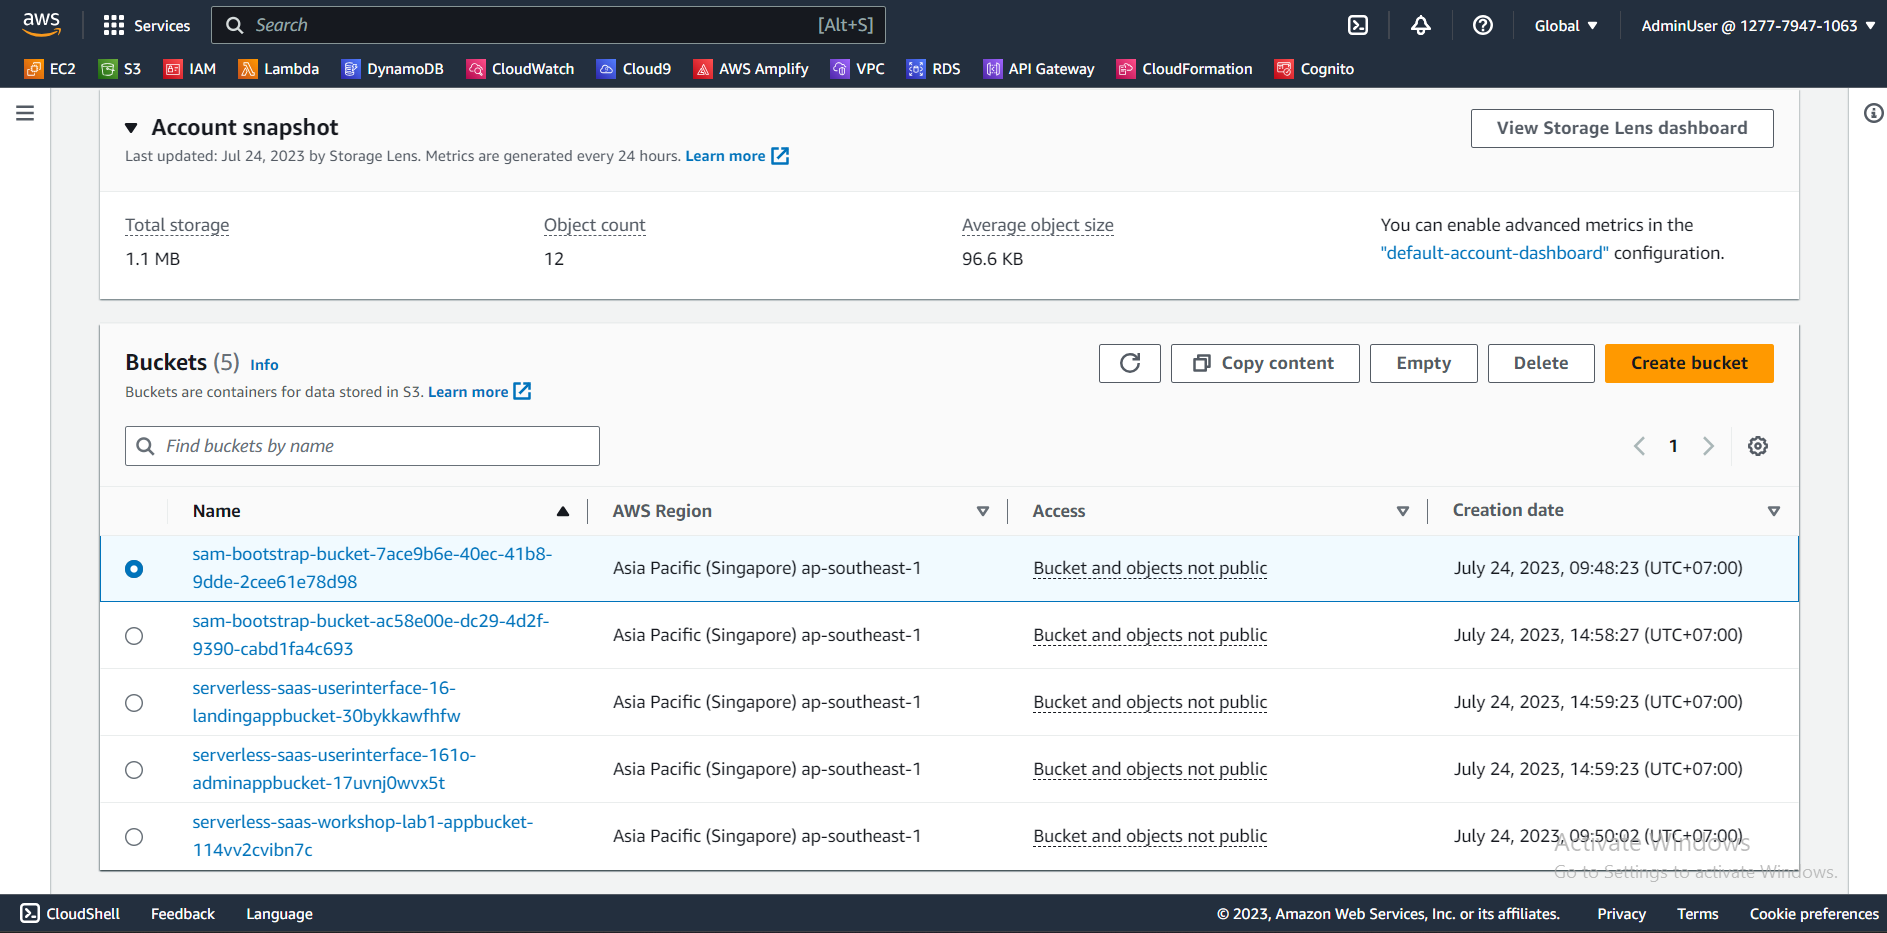 aws Services Search [Alt+S] Global AdminUser @ 1277-7947-1063
EC2 S3 IAM Lambda DynamoDB CloudWatch Cloud9 AWS Amplify VPC RDS API Gateway CloudFormation Cognito
Account snapshot View Storage Lens dashboard
Last updated: Jul 24, 2023 by Storage Lens. Metrics are generated every 24 hours. Learn more
Total storage Object count Average object size You can enable advanced metrics in the
1.1 MB 12 96.6 KB "default-account-dashboard" configuration.
Buckets (5) Info Copy content Empty Delete Create bucket
Buckets are containers for data stored in S3. Learn more
Find buckets by name 1
Name AWS Region Access Creation date
sam-bootstrap-bucket-7ace9b6e-40ec-41b8-
9dde-2cee61e78d98 Asia Pacific (Singapore) ap-southeast-1 Bucket and objects not public July 24, 2023, 09:48:23 (UTC+07:00)
sam-bootstrap-bucket-ac58e00e-dc29-4d2f-
9390-cabd1fa4c693 Asia Pacific (Singapore) ap-southeast-1 Bucket and objects not public July 24, 2023, 14:58:27 (UTC+07:00)
serverless-saas-userinterface-16-
landingappbucket-30bykkawfhfw Asia Pacific (Singapore) ap-southeast-1 Bucket and objects not public July 24, 2023, 14:59:23 (UTC+07:00)
serverless-saas-userinterface-161o-
adminappbucket-17uvnj0wvx5t Asia Pacific (Singapore) ap-southeast-1 Bucket and objects not public July 24, 2023, 14:59:23 (UTC+07:00)
serverless-saas-workshop-lab1-appbucket-
114vv2cvibn7c Asia Pacific (Singapore) ap-southeast-1 Bucket and objects not public July 24, 2023, 09:50:02 (UTC+07:00)
Activate Windows
Go to Settings to activate Windows.
CloudShell Feedback Language © 2023, Amazon Web Services, Inc. or its affiliates. Privacy Terms Cookie preferences